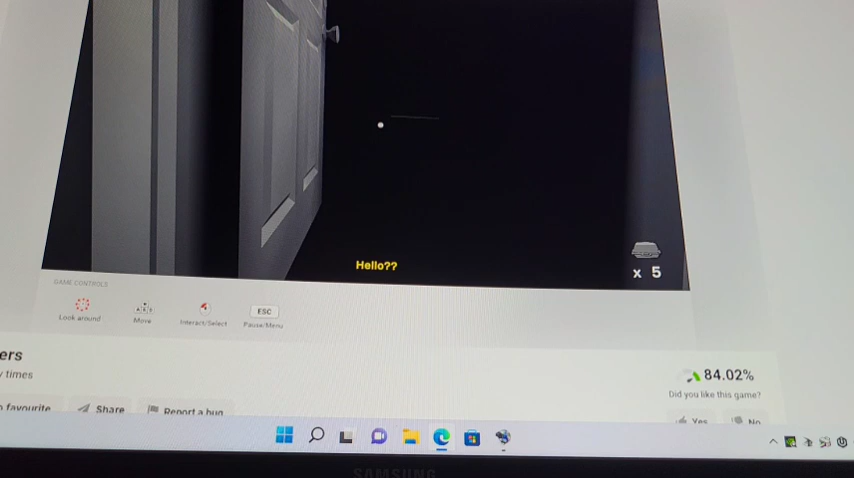 Hello??
x 5
GAME CONTROLS
Look around
Move
Interact/Select
ESC
Pause/Menu
ers
times
84.02%
Did you like this game?
favourite
Share
Report a bug
Yes
No
SAMSUNG